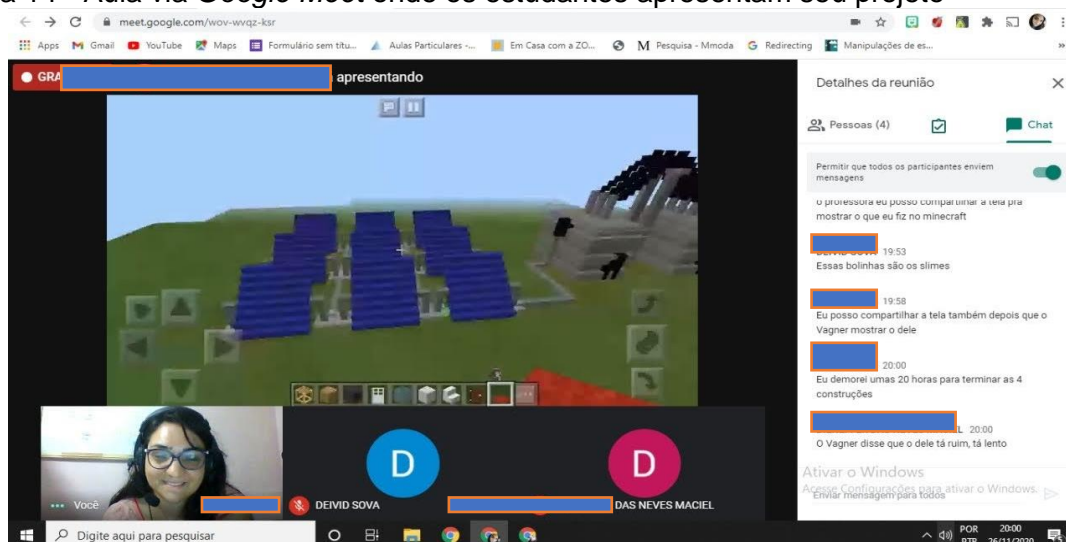 Aula via Google Meet onde os estudantes apresentam seu projeto
meet.google.com/wov-wvqz-ksr
Apps Gmail YouTube Maps Formulário sem titu... Aulas Particulares -... Em Casa com a ZO... M Pesquisa - Mmoda Redirecting Manipulações de es... »
GRA apresentando
Detalhes da reunião
Pessoas (4) Chat
Permitir que todos os participantes enviem
mensagens
o professora eu posso compartilhar a tela pra
mostrar o que eu fiz no minecraft
19:53
Essas bolinhas são os slimes
19:58
Eu posso compartilhar a tela também depois que o
Vagner mostrar o dele
20:00
Eu demorei umas 20 horas para terminar as 4
construções
L 20:00
O Vagner disse que o dele tá ruim, tá lento
Ativar o Windows
Acesse Configurações para ativar o Windows.
Enviar mensagem para todos
D D
Você DEIVID SOVA DAS NEVES MACIEL
Digite aqui para pesquisar
POR 20:00
PTB 26/11/2020